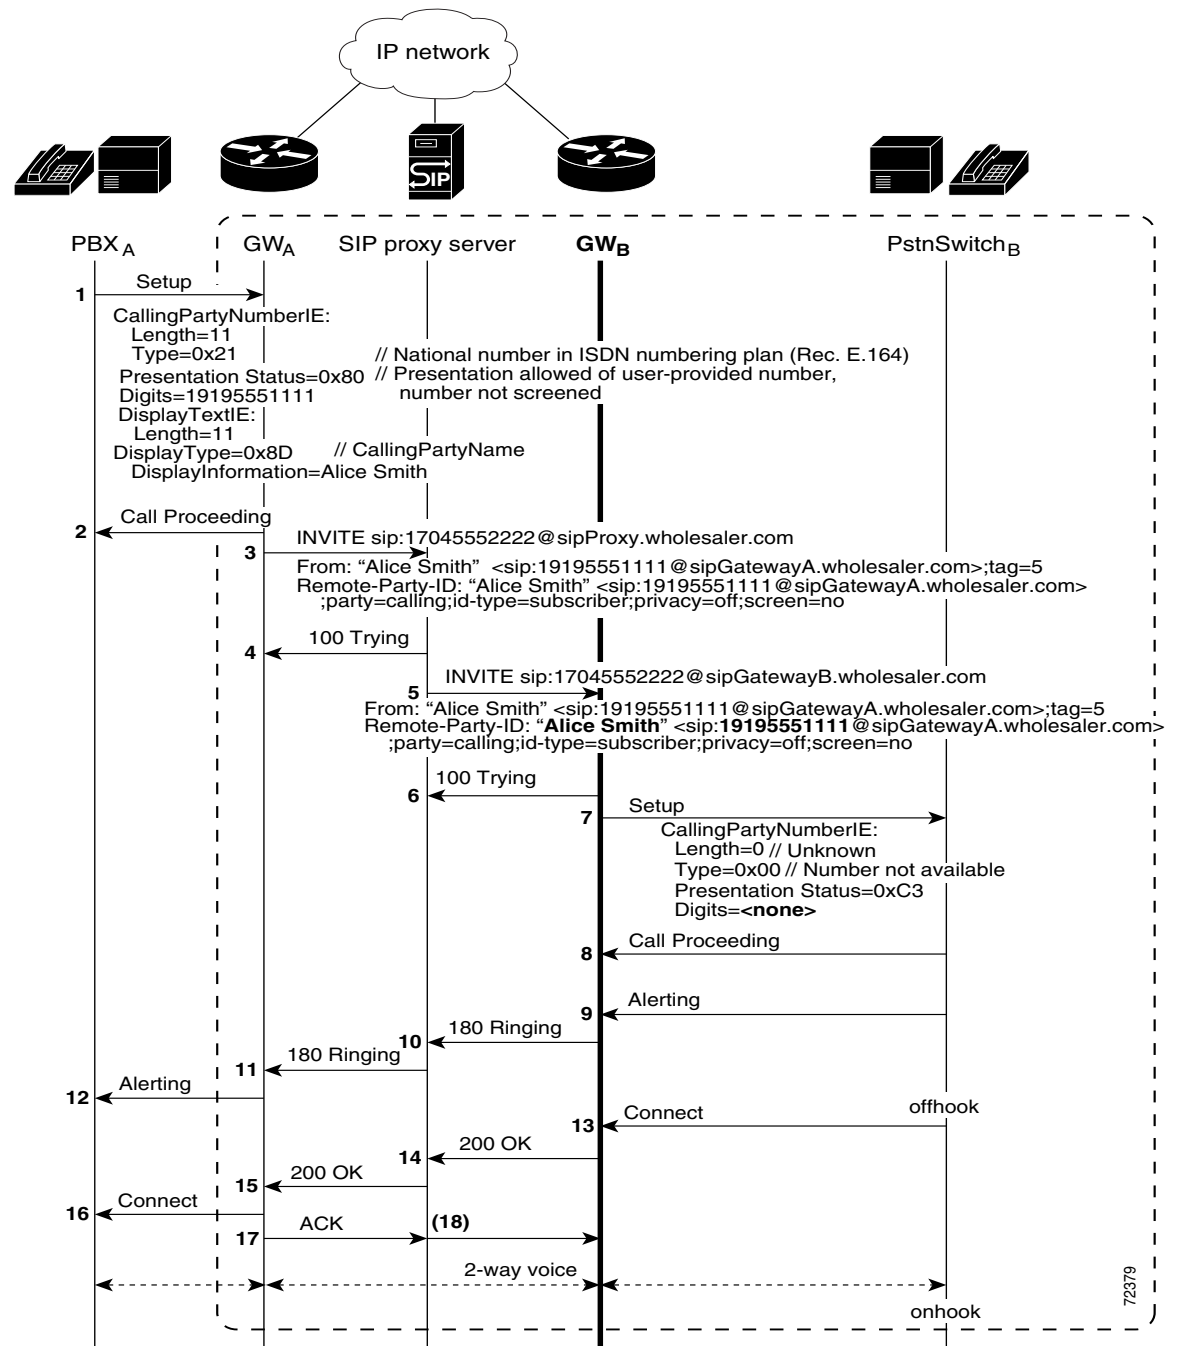 IP network
SIP
PBX A
GW A
SIP proxy server
GW B
PstnSwitch B
1
Setup
CallingPartyNumberIE:
Length=11
Type=0x21
// National number in ISDN numbering plan (Rec. E.164)
Presentation Status=0x80
// Presentation allowed of user-provided number,
number not screened
Digits=19195551111
DisplayTextIE:
Length=11
DisplayType=0x8D
// CallingPartyName
DisplayInformation=Alice Smith
2
Call Proceeding
3
INVITE sip:17045552222@sipProxy.wholesaler.com
From: “Alice Smith” <sip:19195551111@sipGatewayA.wholesaler.com>;tag=5
Remote-Party-ID: “Alice Smith” <sip:19195551111@sipGatewayA.wholesaler.com>
;party=calling;id-type=subscriber;privacy=off;screen=no
4
100 Trying
5
INVITE sip:17045552222@sipGatewayB.wholesaler.com
From: “Alice Smith” <sip:19195551111@sipGatewayA.wholesaler.com>;tag=5
Remote-Party-ID: “Alice Smith” <sip:19195551111@sipGatewayA.wholesaler.com>
;party=calling;id-type=subscriber;privacy=off;screen=no
6
100 Trying
7
Setup
CallingPartyNumberIE:
Length=0 // Unknown
Type=0x00 // Number not available
Presentation Status=0xC3
Digits=<none>
8
Call Proceeding
9
Alerting
10
180 Ringing
11
180 Ringing
12
Alerting
offhook
13
Connect
14
200 OK
15
200 OK
16
Connect
17
ACK
(18)
2-way voice
72379
onhook